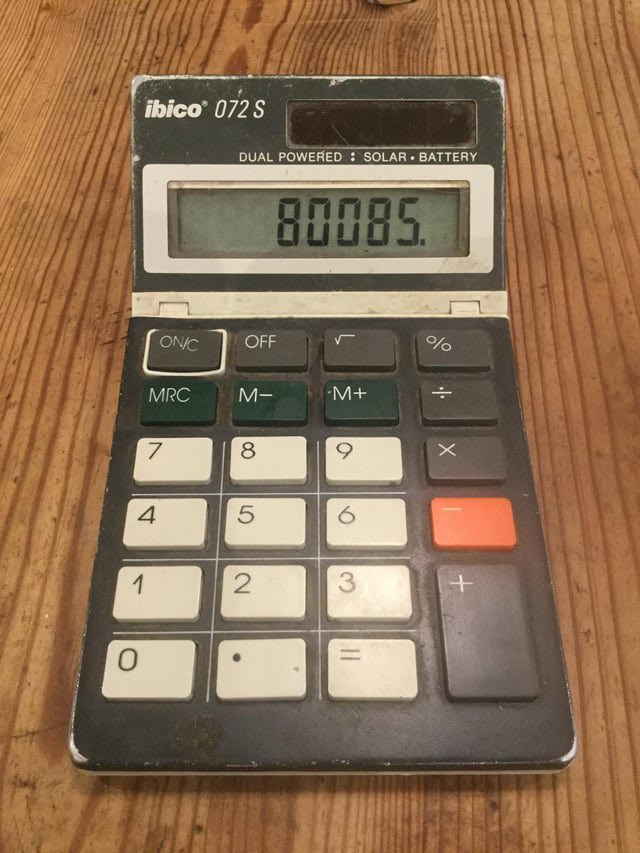 ibico® 072 S
DUAL POWERED : SOLAR • BATTERY
80085.
ON/C OFF √ %
MRC M− M+ ÷
7 8 9 ×
4 5 6 −
1 2 3 +
0 • =